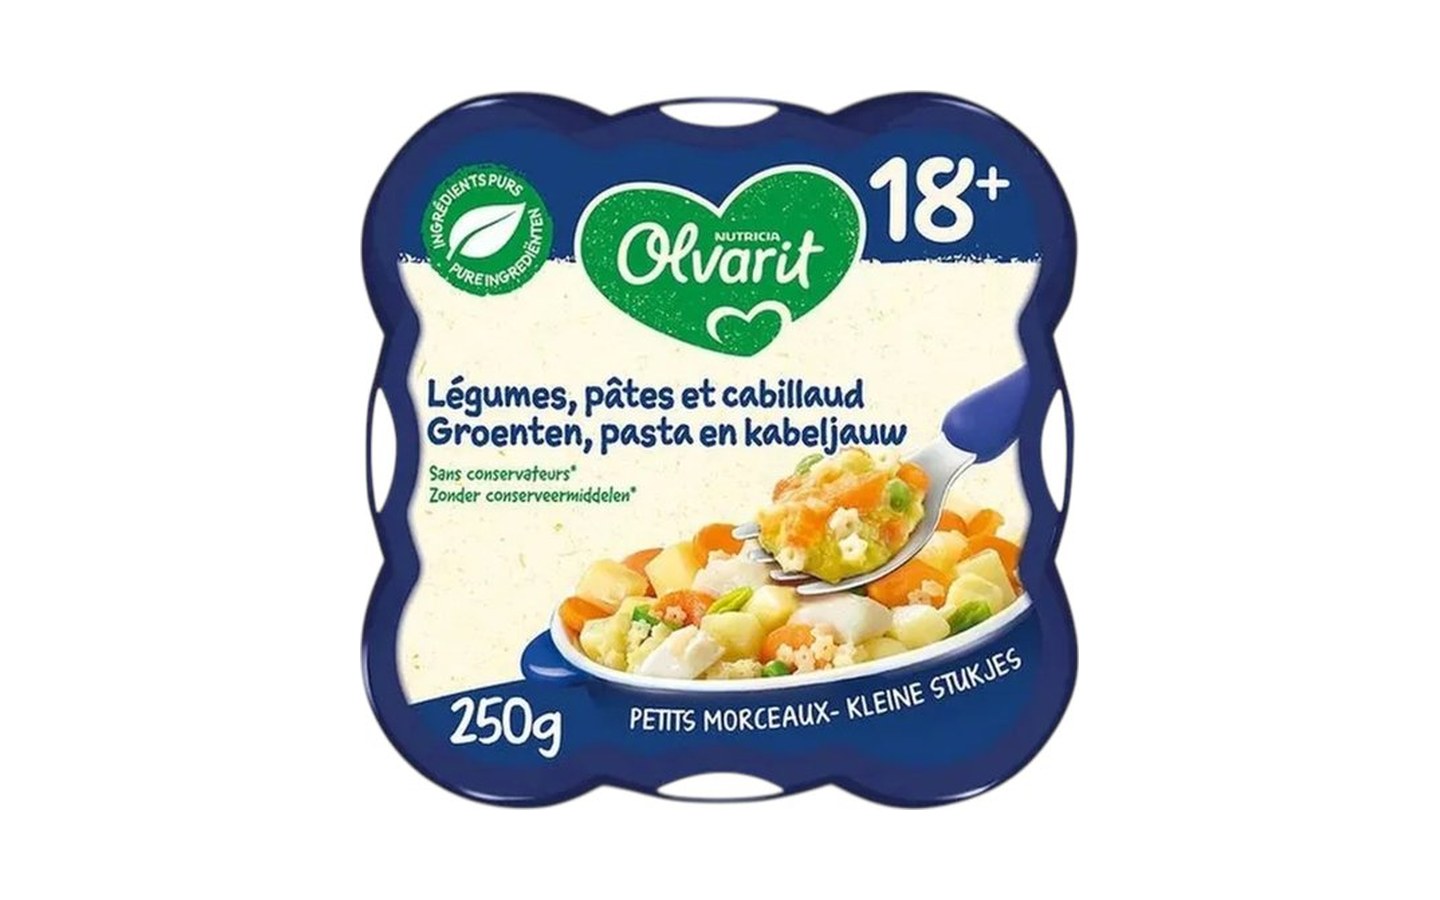 INGRÉDIENTS PURS
PURE INGREDIËNTEN
NUTRICIA
Olvarit
18+
Légumes, pâtes et cabillaud
Groenten, pasta en kabeljauw
Sans conservateurs*
Zonder conserveermiddelen*
250g
PETITS MORCEAUX- KLEINE STUKJES